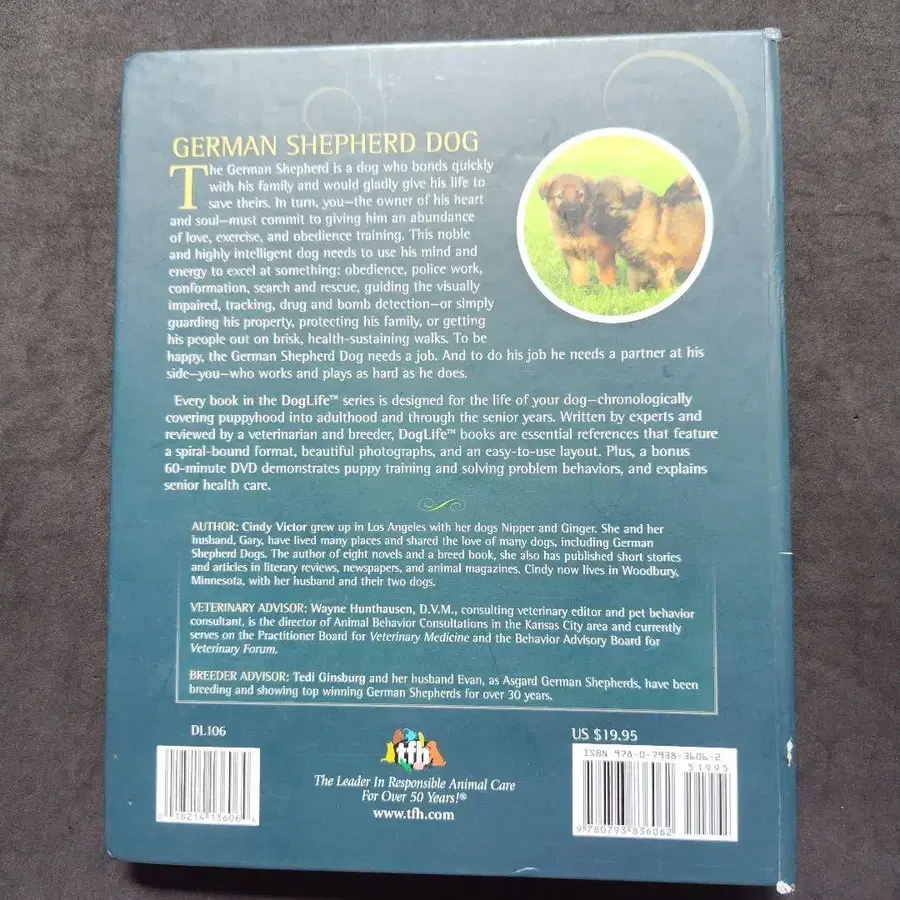 GERMAN SHEPHERD DOG
The German Shepherd is a dog who bonds quickly
with his family and would gladly give his life to
save theirs. In turn, you—the owner of his heart
and soul—must commit to giving him an abundance
of love, exercise, and obedience training. This noble
and highly intelligent dog needs to use his mind and
energy to excel at something: obedience, police work,
conformation, search and rescue, guiding the visually
impaired, tracking, drug and bomb detection—or simply
guarding his property, protecting his family, or getting
his people out on brisk, health-sustaining walks. To be
happy, the German Shepherd Dog needs a job. And to do his job he needs a partner at his
side—you—who works and plays as hard as he does.
Every book in the DogLife™ series is designed for the life of your dog—chronologically
covering puppyhood into adulthood and through the senior years. Written by experts and
reviewed by a veterinarian and breeder, DogLife™ books are essential references that feature
a spiral-bound format, beautiful photographs, and an easy-to-use layout. Plus, a bonus
60-minute DVD demonstrates puppy training and solving problem behaviors, and explains
senior health care.
AUTHOR: Cindy Victor grew up in Los Angeles with her dogs Nipper and Ginger. She and her
husband, Gary, have lived many places and shared the love of many dogs, including German
Shepherd Dogs. The author of eight novels and a breed book, she also has published short stories
and articles in literary reviews, newspapers, and animal magazines. Cindy now lives in Woodbury,
Minnesota, with her husband and their two dogs.
VETERINARY ADVISOR: Wayne Hunthausen, D.V.M., consulting veterinary editor and pet behavior
consultant, is the director of Animal Behavior Consultations in the Kansas City area and currently
serves on the Practitioner Board for Veterinary Medicine and the Behavior Advisory Board for
Veterinary Forum.
BREEDER ADVISOR: Tedi Ginsburg and her husband Evan, as Asgard German Shepherds, have been
breeding and showing top winning German Shepherds for over 30 years.
DL106
0 18214 13606 4
tfh
The Leader In Responsible Animal Care
For Over 50 Years!®
www.tfh.com
US $19.95
ISBN 978-0-7938-3606-2
51995
9 780793 836062